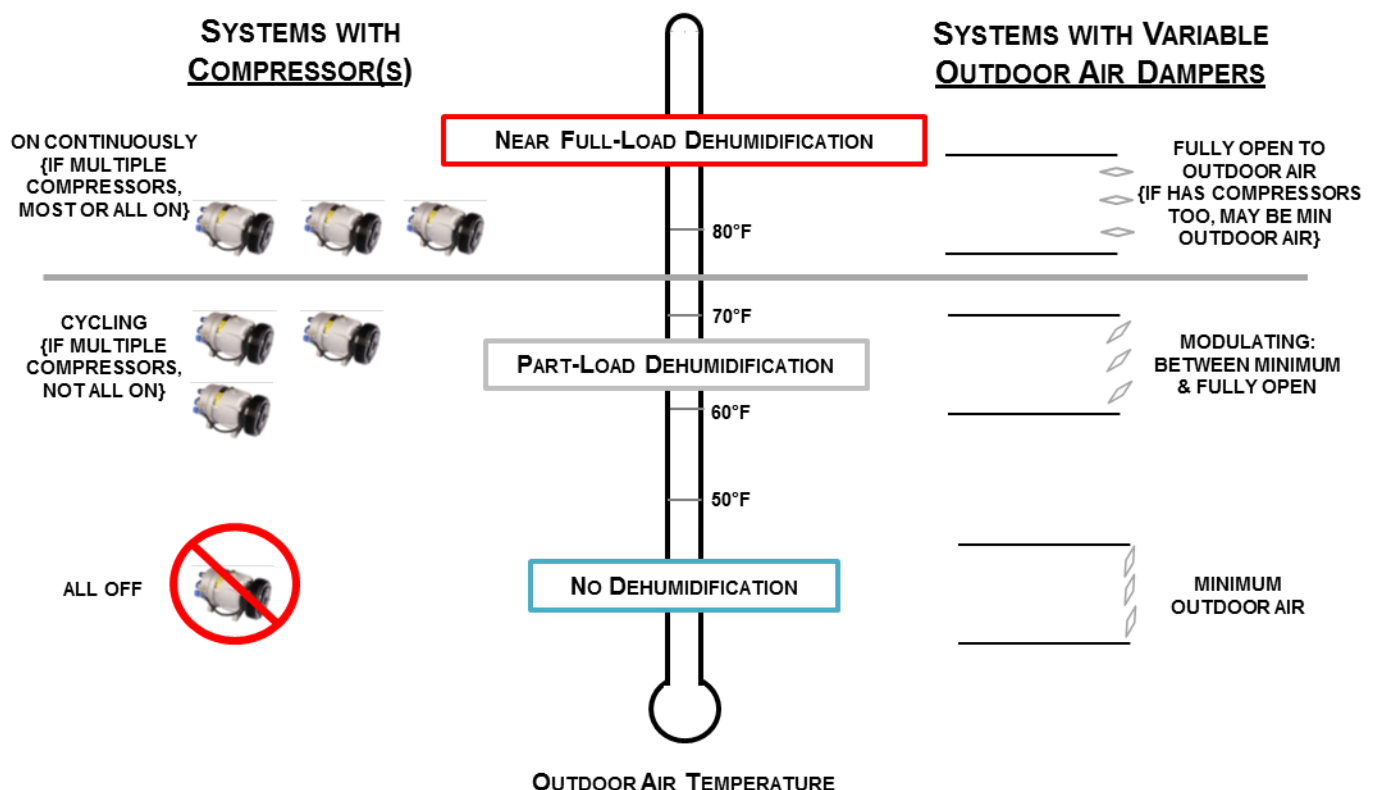 SYSTEMS WITH
COMPRESSOR(S)
SYSTEMS WITH VARIABLE
OUTDOOR AIR DAMPERS
ON CONTINUOUSLY
{IF MULTIPLE
COMPRESSORS,
MOST OR ALL ON}
NEAR FULL-LOAD DEHUMIDIFICATION
FULLY OPEN TO
OUTDOOR AIR
{IF HAS COMPRESSORS
TOO, MAY BE MIN
OUTDOOR AIR}
80°F
CYCLING
{IF MULTIPLE
COMPRESSORS,
NOT ALL ON}
70°F
PART-LOAD DEHUMIDIFICATION
60°F
MODULATING:
BETWEEN MINIMUM
& FULLY OPEN
50°F
ALL OFF
NO DEHUMIDIFICATION
MINIMUM
OUTDOOR AIR
OUTDOOR AIR TEMPERATURE